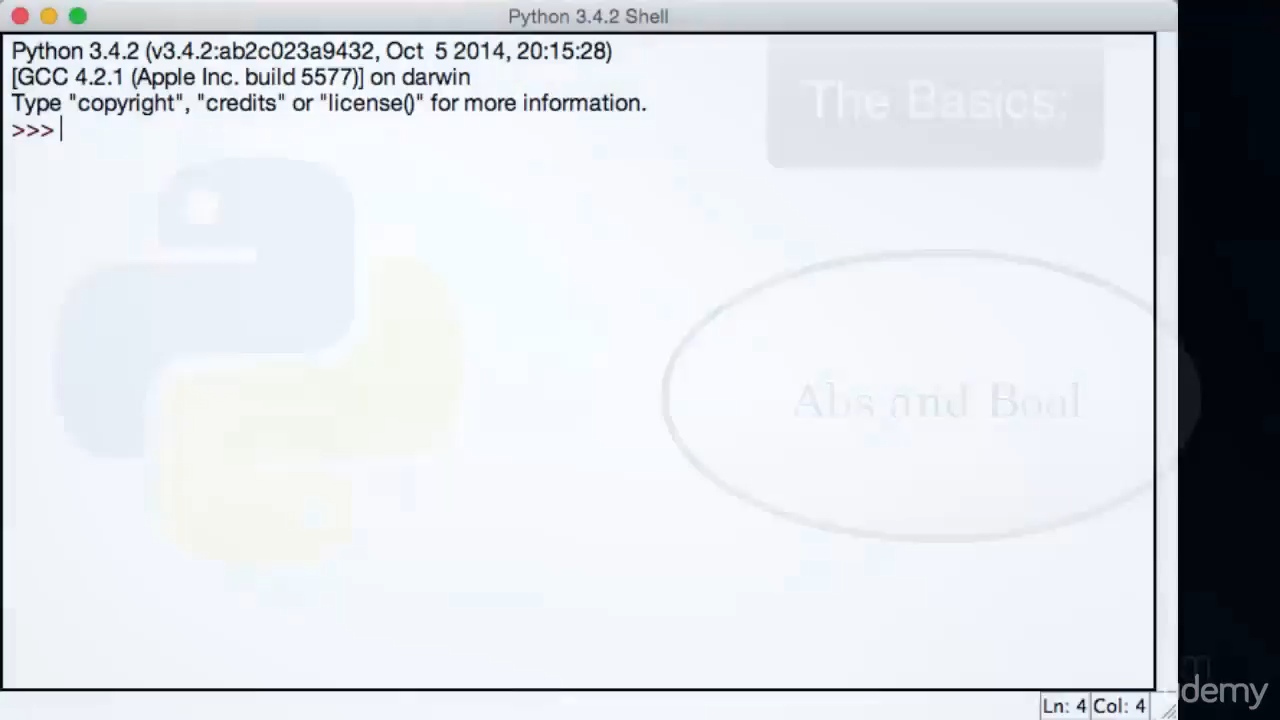 Python 3.4.2 Shell
Python 3.4.2 (v3.4.2:ab2c023a9432, Oct  5 2014, 20:15:28)
[GCC 4.2.1 (Apple Inc. build 5577)] on darwin
Type "copyright", "credits" or "license()" for more information.
>>>
The Basics:
Abs and Bool
Ln: 4 Col: 4
udemy